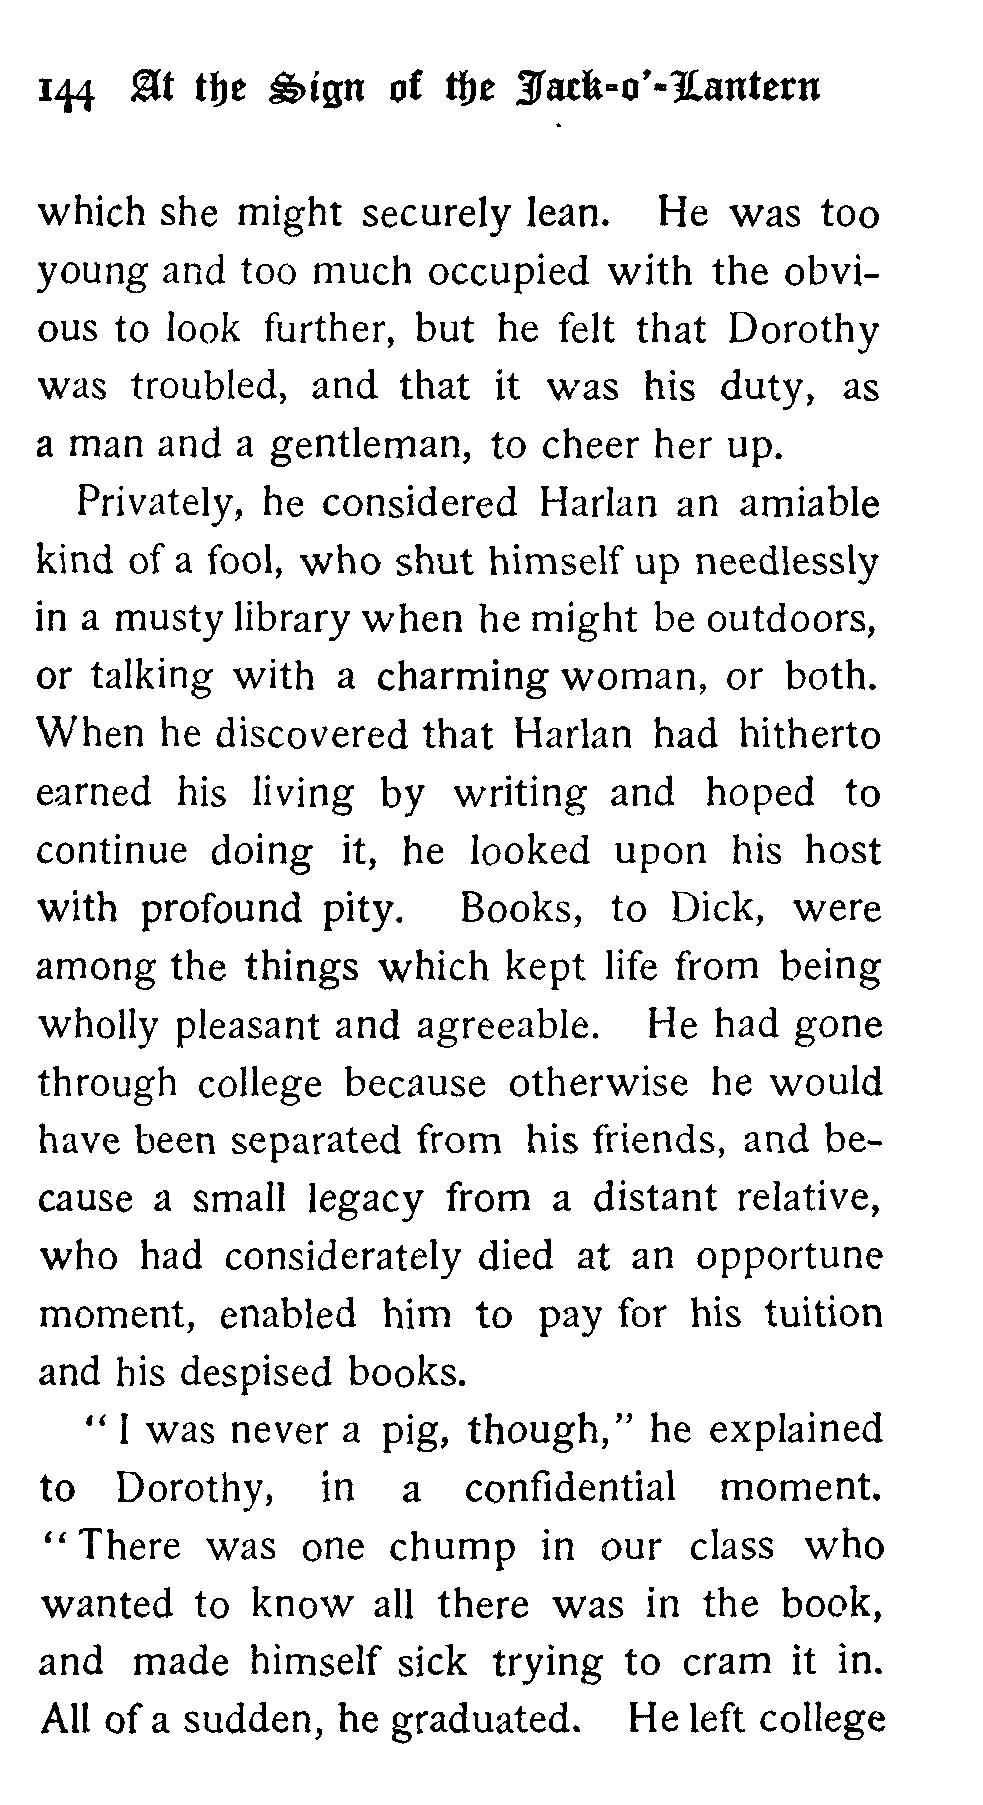 144 At the Sign of the Jack-o'-Lantern
which she might securely lean. He was too
young and too much occupied with the obvi-
ous to look further, but he felt that Dorothy
was troubled, and that it was his duty, as
a man and a gentleman, to cheer her up.
Privately, he considered Harlan an amiable
kind of a fool, who shut himself up needlessly
in a musty library when he might be outdoors,
or talking with a charming woman, or both.
When he discovered that Harlan had hitherto
earned his living by writing and hoped to
continue doing it, he looked upon his host
with profound pity. Books, to Dick, were
among the things which kept life from being
wholly pleasant and agreeable. He had gone
through college because otherwise he would
have been separated from his friends, and be-
cause a small legacy from a distant relative,
who had considerately died at an opportune
moment, enabled him to pay for his tuition
and his despised books.
“I was never a pig, though,” he explained
to Dorothy, in a confidential moment.
“There was one chump in our class who
wanted to know all there was in the book,
and made himself sick trying to cram it in.
All of a sudden, he graduated. He left college